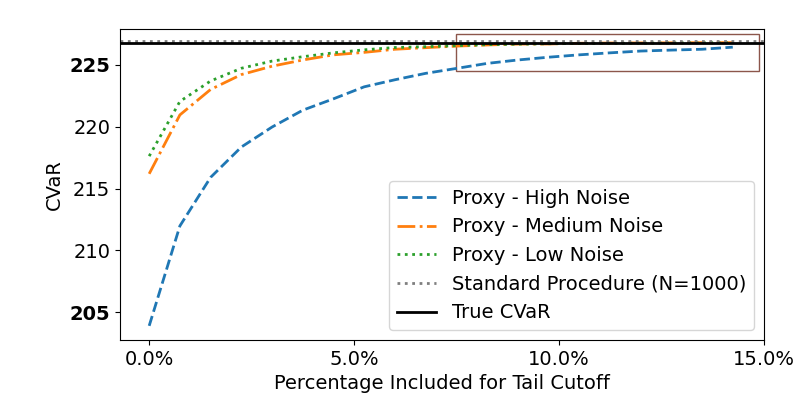 225
220
215
210
205
CVaR
Proxy - High Noise
Proxy - Medium Noise
Proxy - Low Noise
Standard Procedure (N=1000)
True CVaR
0.0% 5.0% 10.0% 15.0%
Percentage Included for Tail Cutoff